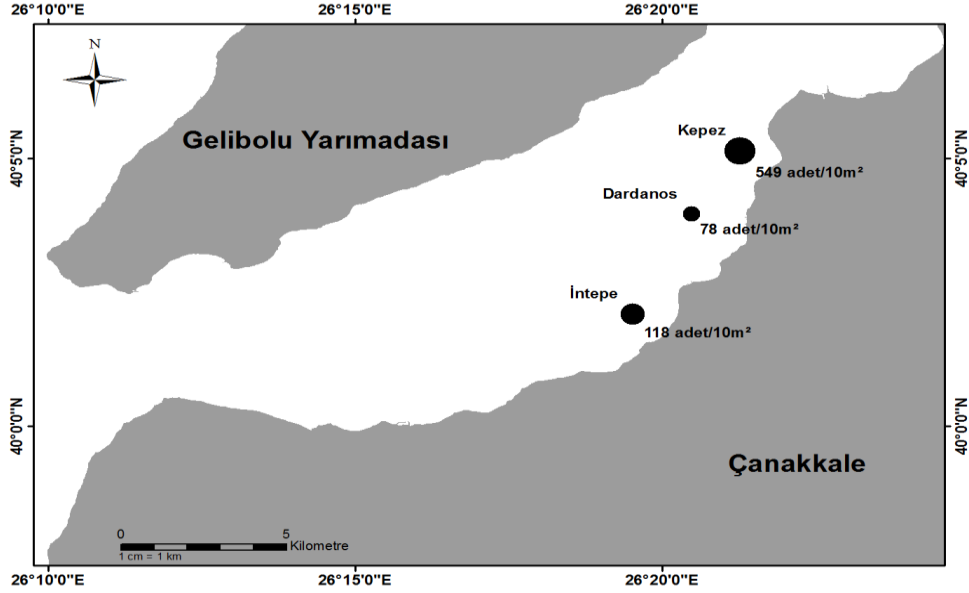 26°10'0"E 26°15'0"E 26°20'0"E
N
Kepez
Gelibolu Yarımadası
40°5'0"N 40°5'0"N
549 adet/10m²
Dardanos
78 adet/10m²
İntepe
118 adet/10m²
40°0'0"N 40°0'0"N
Çanakkale
0 5
Kilometre
1 cm = 1 km
26°10'0"E 26°15'0"E 26°20'0"E